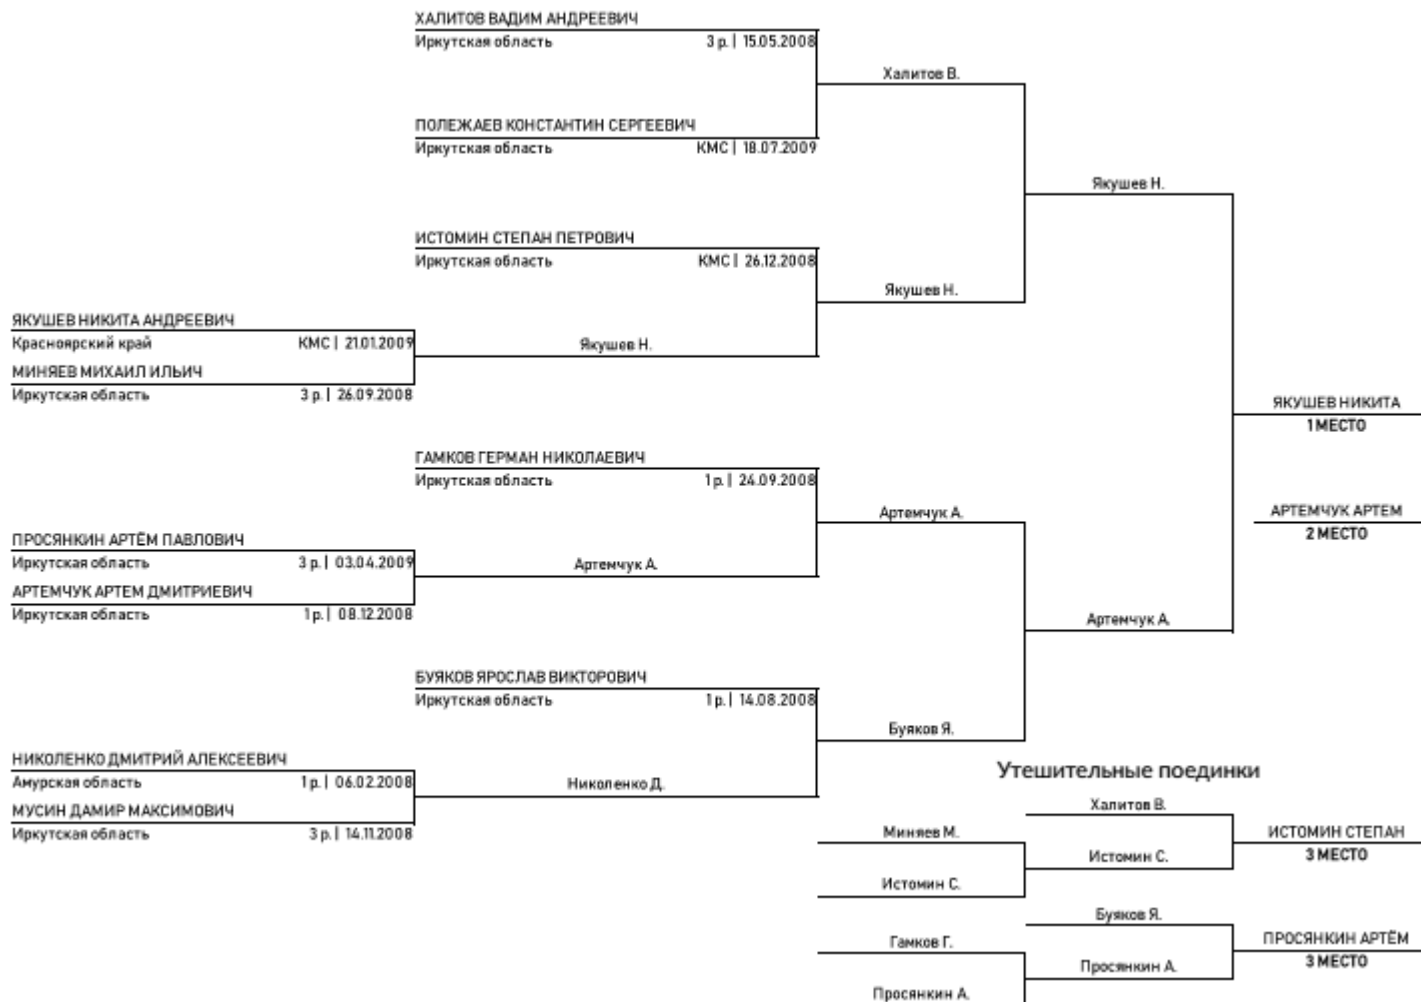 ХАЛИТОВ ВАДИМ АНДРЕЕВИЧ
Иркутская область 3 р. | 15.05.2008
Халитов В.
ПОЛЕЖАЕВ КОНСТАНТИН СЕРГЕЕВИЧ
Иркутская область КМС | 18.07.2009
Якушев Н.
ИСТОМИН СТЕПАН ПЕТРОВИЧ
Иркутская область КМС | 26.12.2008
Якушев Н.
ЯКУШЕВ НИКИТА АНДРЕЕВИЧ
Красноярский край КМС | 21.01.2009
Якушев Н.
МИНЯЕВ МИХАИЛ ИЛЬИЧ
Иркутская область 3 р. | 26.09.2008
ЯКУШЕВ НИКИТА
1 МЕСТО
ГАМКОВ ГЕРМАН НИКОЛАЕВИЧ
Иркутская область 1 р. | 24.09.2008
Артемчук А.
АРТЕМЧУК АРТЕМ
2 МЕСТО
ПРОСЯНКИН АРТЁМ ПАВЛОВИЧ
Иркутская область 3 р. | 03.04.2009
Артемчук А.
АРТЕМЧУК АРТЕМ ДМИТРИЕВИЧ
Иркутская область 1 р. | 08.12.2008
Артемчук А.
БУЯКОВ ЯРОСЛАВ ВИКТОРОВИЧ
Иркутская область 1 р. | 14.08.2008
Буяков Я.
НИКОЛЕНКО ДМИТРИЙ АЛЕКСЕЕВИЧ
Амурская область 1 р. | 06.02.2008
Николенко Д.
МУСИН ДАМИР МАКСИМОВИЧ
Иркутская область 3 р. | 14.11.2008
Утешительные поединки
Халитов В.
Миняев М.
ИСТОМИН СТЕПАН
3 МЕСТО
Истомин С.
Истомин С.
Буяков Я.
Гамков Г.
ПРОСЯНКИН АРТЁМ
3 МЕСТО
Просянкин А.
Просянкин А.